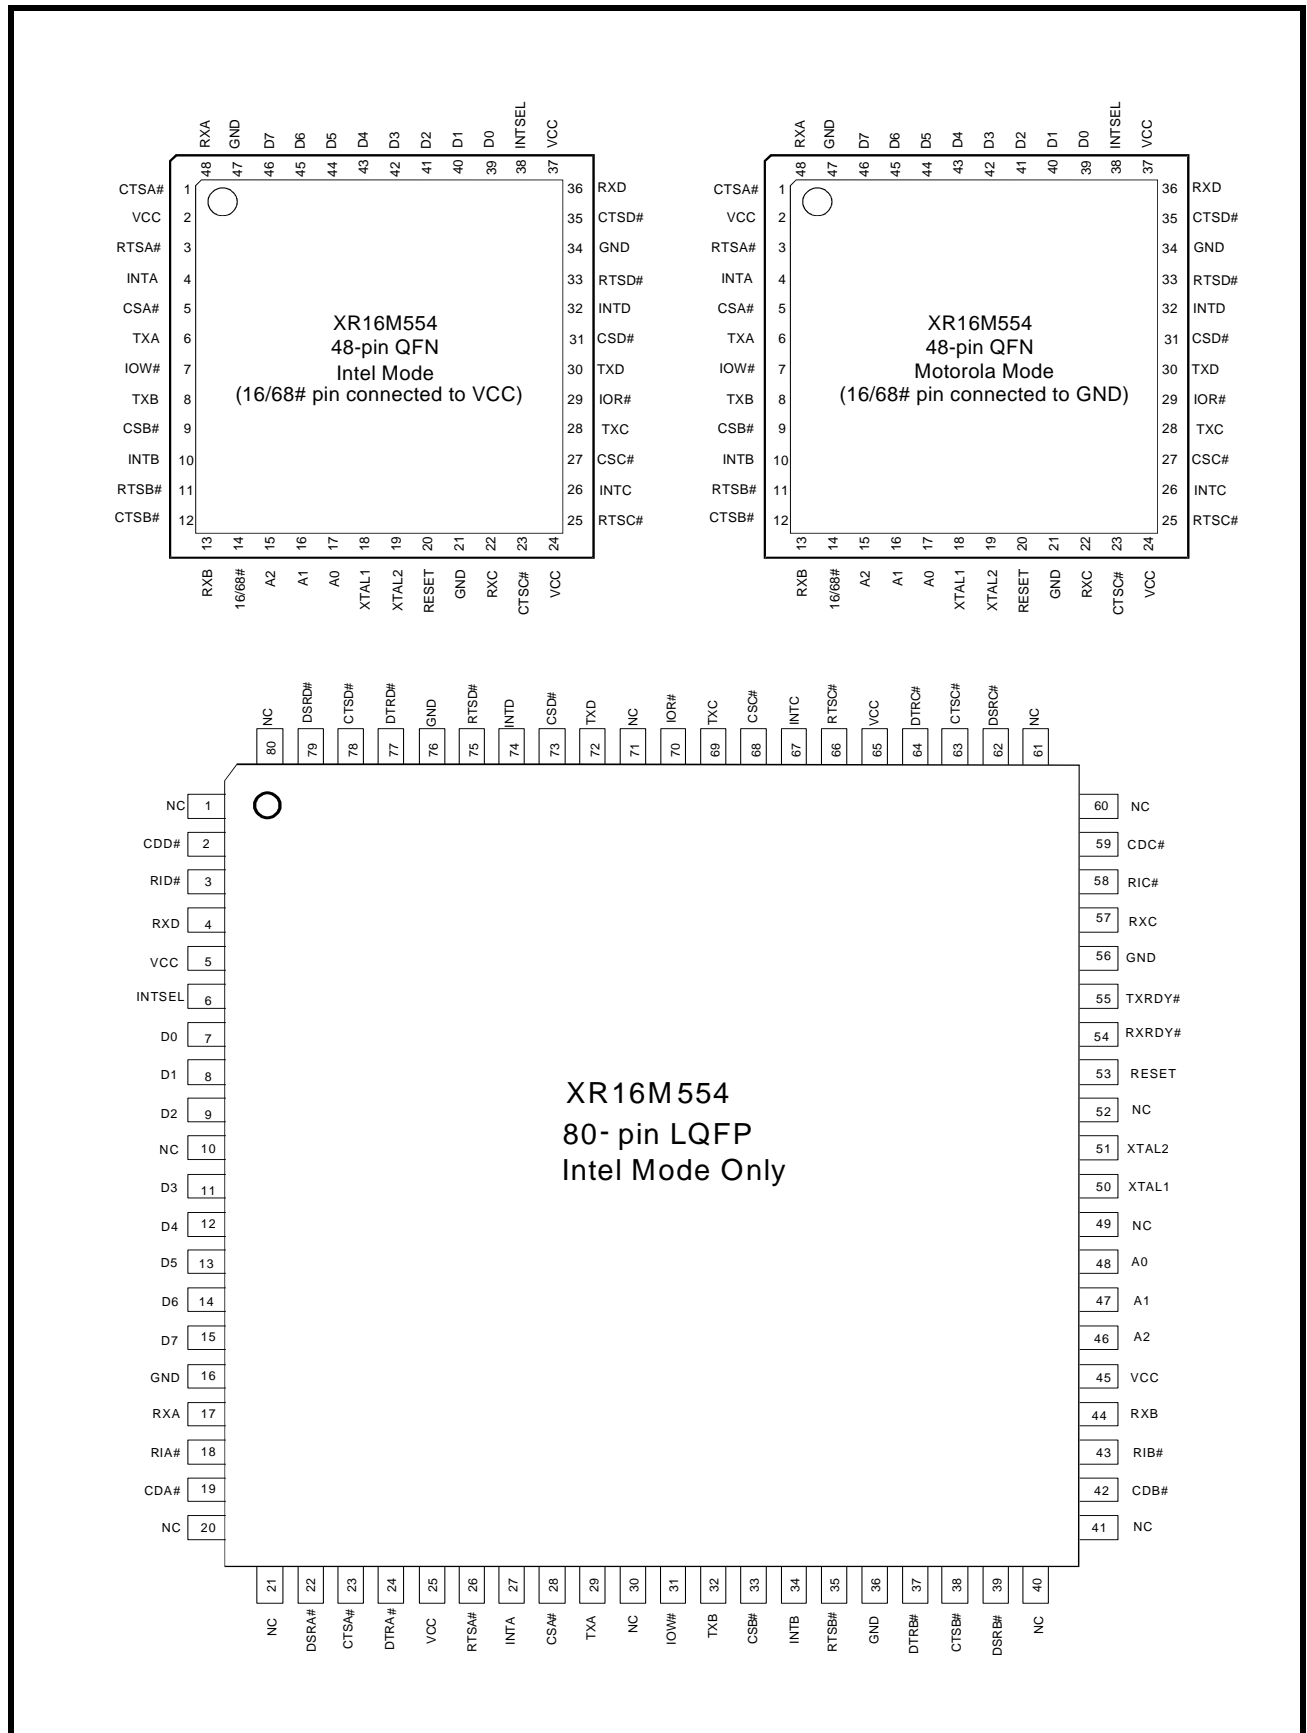 RXA GND D7 D6 D5 D4 D3 D2 D1 D0 INTSEL VCC
48 47 46 45 44 43 42 41 40 39 38 37
CTSA# 1 36 RXD
VCC 2 35 CTSD#
RTSA# 3 34 GND
INTA 4 33 RTSD#
CSA# 5 32 INTD
TXA 6 31 CSD#
IOW# 7 30 TXD
TXB 8 29 IOR#
CSB# 9 28 TXC
INTB 10 27 CSC#
RTSB# 11 26 INTC
CTSB# 12 25 RTSC#
XR16M554
48-pin QFN
Intel Mode
(16/68# pin connected to VCC)
13 14 15 16 17 18 19 20 21 22 23 24
RXB 16/68# A2 A1 A0 XTAL1 XTAL2 RESET GND RXC CTSC# VCC
RXA GND D7 D6 D5 D4 D3 D2 D1 D0 INTSEL VCC
48 47 46 45 44 43 42 41 40 39 38 37
CTSA# 1 36 RXD
VCC 2 35 CTSD#
RTSA# 3 34 GND
INTA 4 33 RTSD#
CSA# 5 32 INTD
TXA 6 31 CSD#
IOW# 7 30 TXD
TXB 8 29 IOR#
CSB# 9 28 TXC
INTB 10 27 CSC#
RTSB# 11 26 INTC
CTSB# 12 25 RTSC#
XR16M554
48-pin QFN
Motorola Mode
(16/68# pin connected to GND)
13 14 15 16 17 18 19 20 21 22 23 24
RXB 16/68# A2 A1 A0 XTAL1 XTAL2 RESET GND RXC CTSC# VCC
NC DSRD# CTSD# DTRD# GND RTSD# INTD CSD# TXD NC IOR# TXC CSC# INTC RTSC# VCC DTRC# CTSC# DSRC# NC
80 79 78 77 76 75 74 73 72 71 70 69 68 67 66 65 64 63 62 61
NC 1 60 NC
CDD# 2 59 CDC#
RID# 3 58 RIC#
RXD 4 57 RXC
VCC 5 56 GND
INTSEL 6 55 TXRDY#
D0 7 54 RXRDY#
D1 8 53 RESET
D2 9 52 NC
NC 10 51 XTAL2
D3 11 50 XTAL1
D4 12 49 NC
D5 13 48 A0
D6 14 47 A1
D7 15 46 A2
GND 16 45 VCC
RXA 17 44 RXB
RIA# 18 43 RIB#
CDA# 19 42 CDB#
NC 20 41 NC
XR16M554
80- pin LQFP
Intel Mode Only
21 22 23 24 25 26 27 28 29 30 31 32 33 34 35 36 37 38 39 40
NC DSRA# CTSA# DTRA# VCC RTSA# INTA CSA# TXA NC IOW# TXB CSB# INTB RTSB# GND DTRB# CTSB# DSRB# NC